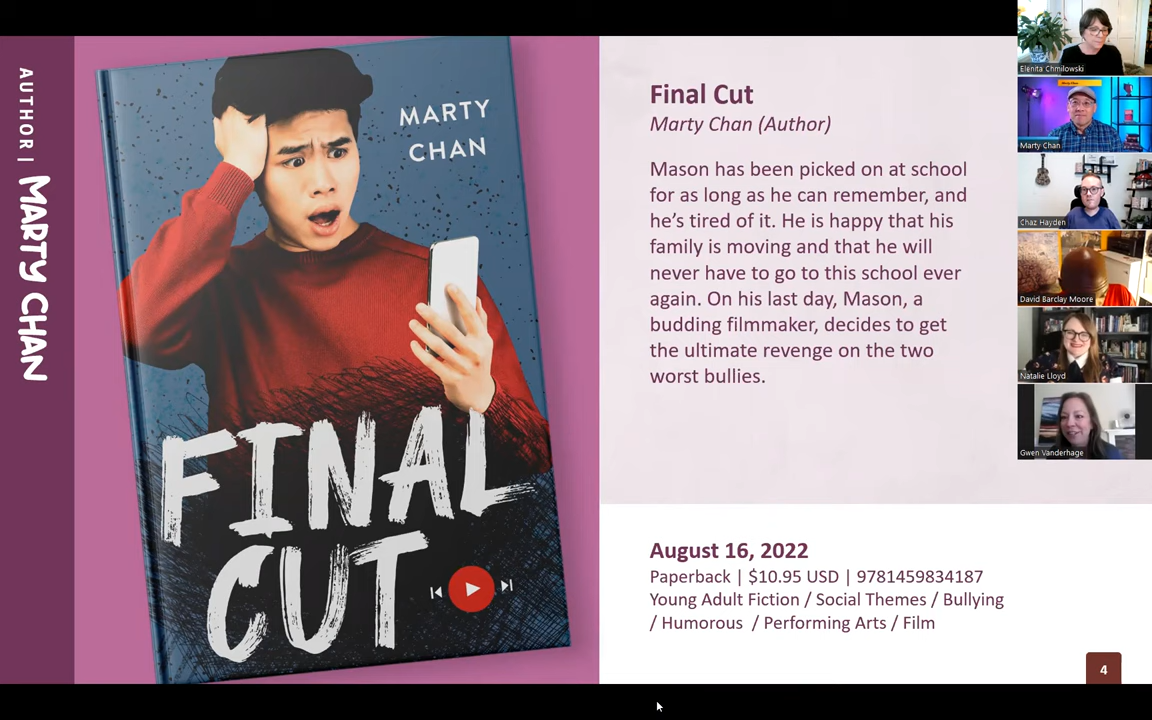 AUTHOR | MARTY CHAN
MARTY
CHAN
FINAL
CUT
Final Cut
Marty Chan (Author)
Mason has been picked on at school
for as long as he can remember, and
he’s tired of it. He is happy that his
family is moving and that he will
never have to go to this school ever
again. On his last day, Mason, a
budding filmmaker, decides to get
the ultimate revenge on the two
worst bullies.
August 16, 2022
Paperback | $10.95 USD | 9781459834187
Young Adult Fiction / Social Themes / Bullying
/ Humorous / Performing Arts / Film
4
Elenita Chmilowski
Marty Chan
Chaz Hayden
David Barclay Moore
Natalie Lloyd
Gwen Vanderhage